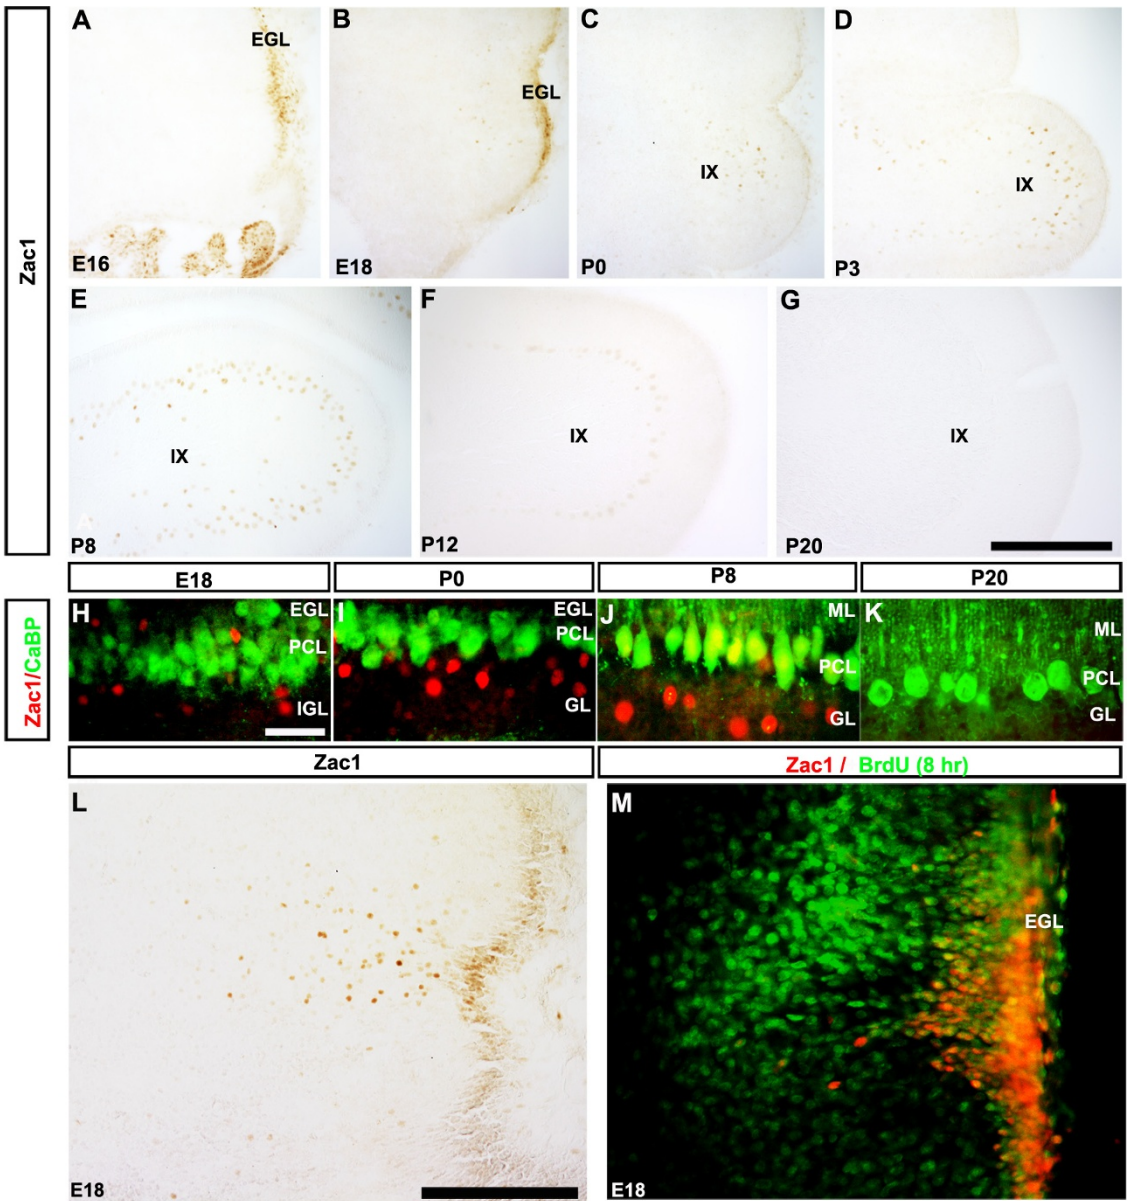 Zac1
A
EGL
E16
B
EGL
E18
C
IX
P0
D
IX
P3
E
IX
A
P8
F
IX
P12
G
IX
P20
E18
P0
P8
P20
Zac1/CaBP
H
EGL
PCL
IGL
I
EGL
PCL
GL
J
ML
PCL
GL
K
ML
PCL
GL
Zac1
Zac1 / BrdU (8 hr)
L
E18
M
EGL
E18